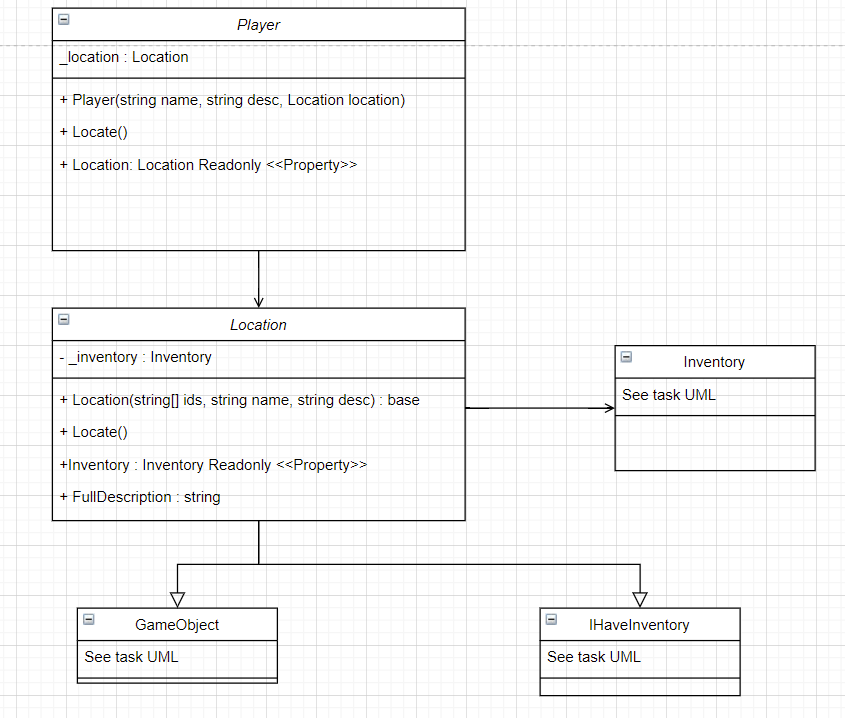 Player
_location : Location
+ Player(string name, string desc, Location location)
+ Locate()
+ Location: Location Readonly <<Property>>
Location
- _inventory : Inventory
+ Location(string[] ids, string name, string desc) : base
+ Locate()
+Inventory : Inventory Readonly <<Property>>
+ FullDescription : string
Inventory
See task UML
GameObject
See task UML
IHaveInventory
See task UML